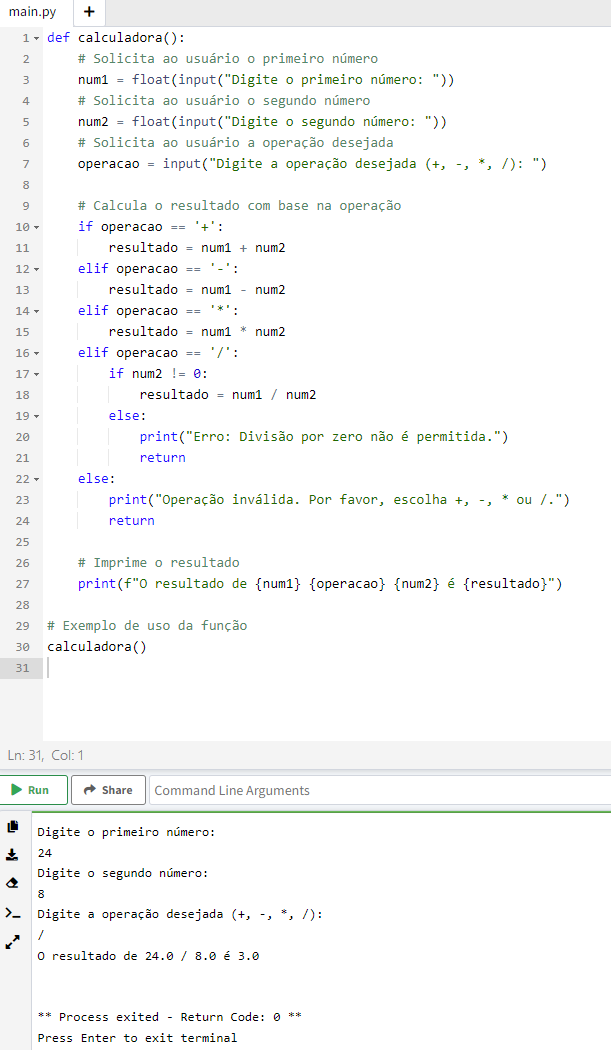 main.py +
1 def calculadora():
2     # Solicita ao usuário o primeiro número
3     num1 = float(input("Digite o primeiro número: "))
4     # Solicita ao usuário o segundo número
5     num2 = float(input("Digite o segundo número: "))
6     # Solicita ao usuário a operação desejada
7     operacao = input("Digite a operação desejada (+, -, *, /): ")
8
9     # Calcula o resultado com base na operação
10     if operacao == '+':
11         resultado = num1 + num2
12     elif operacao == '-':
13         resultado = num1 - num2
14     elif operacao == '*':
15         resultado = num1 * num2
16     elif operacao == '/':
17         if num2 != 0:
18             resultado = num1 / num2
19         else:
20             print("Erro: Divisão por zero não é permitida.")
21             return
22     else:
23         print("Operação inválida. Por favor, escolha +, -, * ou /.")
24         return
25
26     # Imprime o resultado
27     print(f"O resultado de {num1} {operacao} {num2} é {resultado}")
28
29 # Exemplo de uso da função
30 calculadora()
31
Ln: 31, Col: 1
Run Share Command Line Arguments
Digite o primeiro número:
24
Digite o segundo número:
8
Digite a operação desejada (+, -, *, /):
/
O resultado de 24.0 / 8.0 é 3.0
** Process exited - Return Code: 0 **
Press Enter to exit terminal